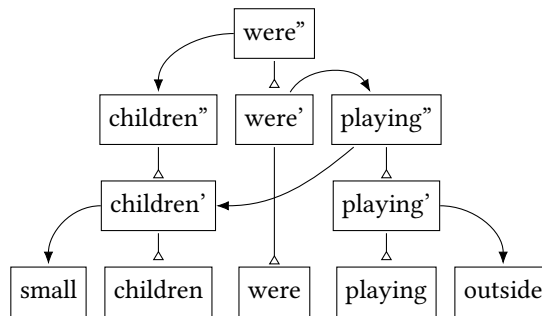 were”
children” were’ playing”
children’ playing’
small children were playing outside